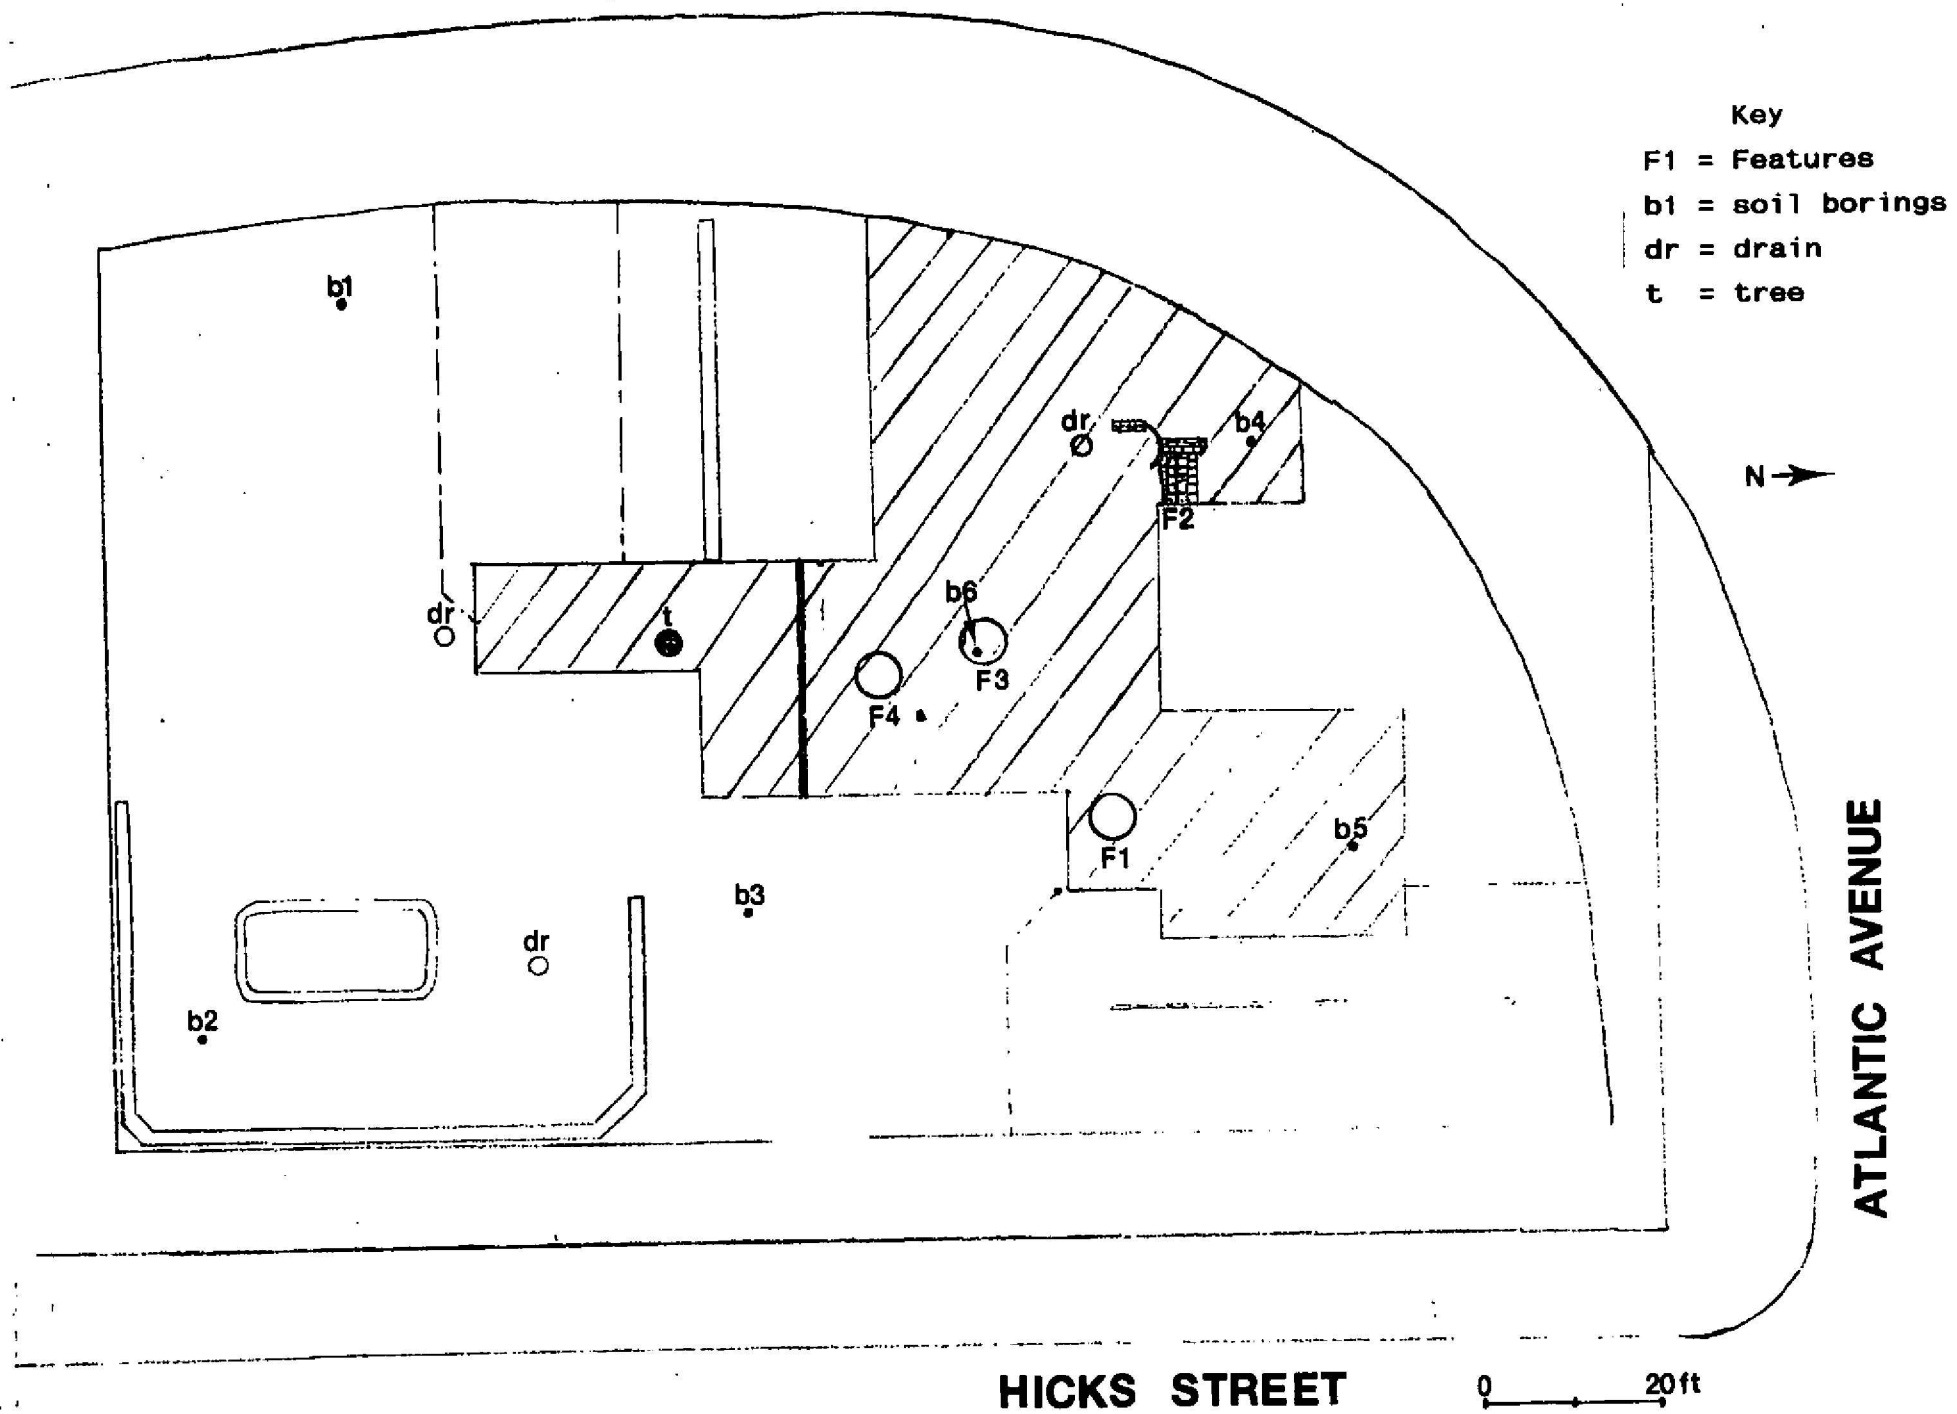 Key
F1 = Features
b1 = soil borings
dr = drain
t = tree
b1
dr
b4
N
F2
b6
dr
t
F3
F4
b5
F1
b3
dr
b2
ATLANTIC AVENUE
HICKS STREET
0 20ft